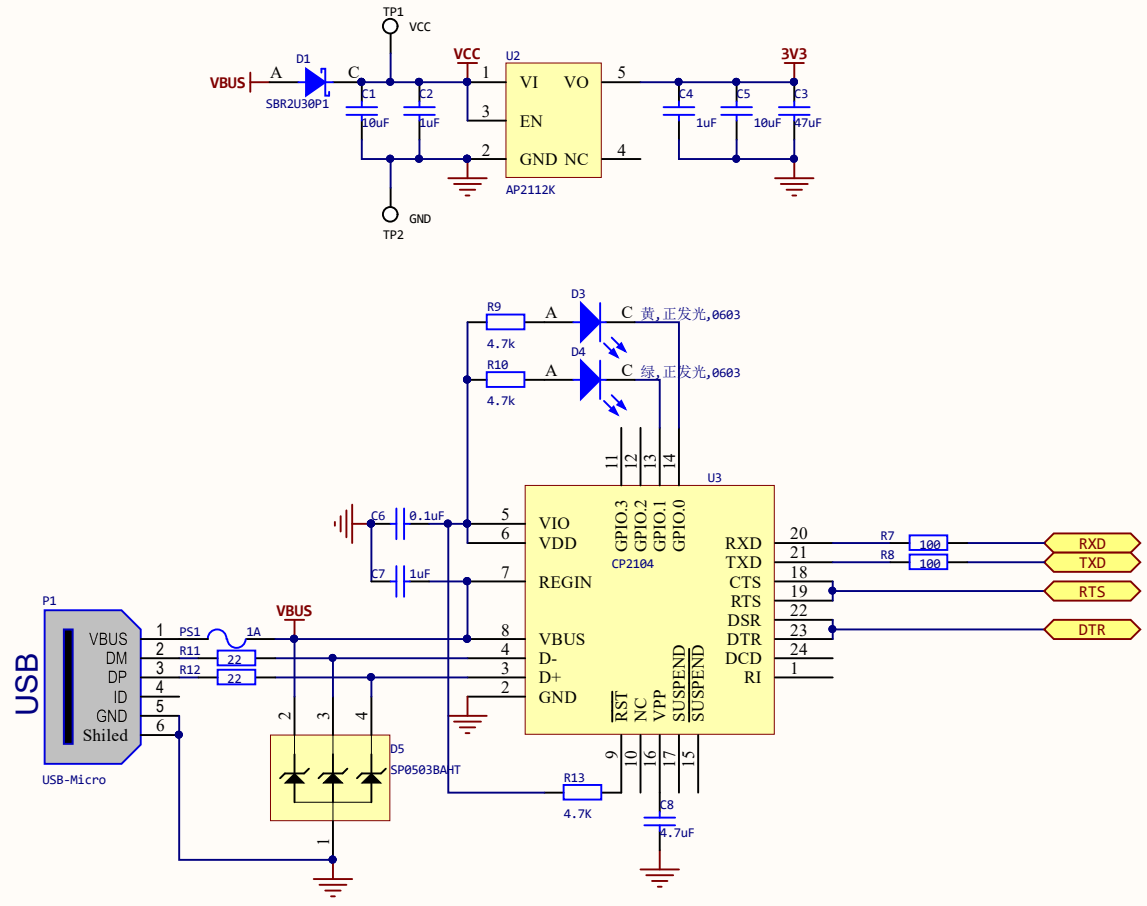 TP1
VCC
D1
VCC
U2
3V3
VBUS
A
C
1
VI
VO
5
SBR2U30P1
C1
C2
C4
C5
C3
10uF
1uF
3
EN
1uF
10uF
47uF
2
GND
NC
4
AP2112K
GND
TP2
D3
R9
A
C
黄,正发光,0603
4.7k
D4
R10
A
C
绿,正发光,0603
4.7k
11
12
13
14
U3
GPIO.3
GPIO.2
GPIO.1
GPIO.0
C6
0.1uF
5
VIO
6
VDD
CP2104
RXD
20
R7
100
RXD
TXD
21
R8
100
TXD
C7
1uF
7
REGIN
CTS
18
RTS
19
RTS
P1
VBUS
DSR
22
USB
VBUS
1
PS1
1A
8
VBUS
DTR
23
DTR
DM
2
R11
22
4
D-
DCD
24
DP
3
R12
22
3
D+
RI
1
ID
4
2
GND
GND
5
Shiled
6
RST
NC
VPP
SUSPEND
SUSPEND
2
3
4
9
10
16
17
15
USB-Micro
D5
SP0503BAHT
R13
4.7K
C8
4.7uF
1